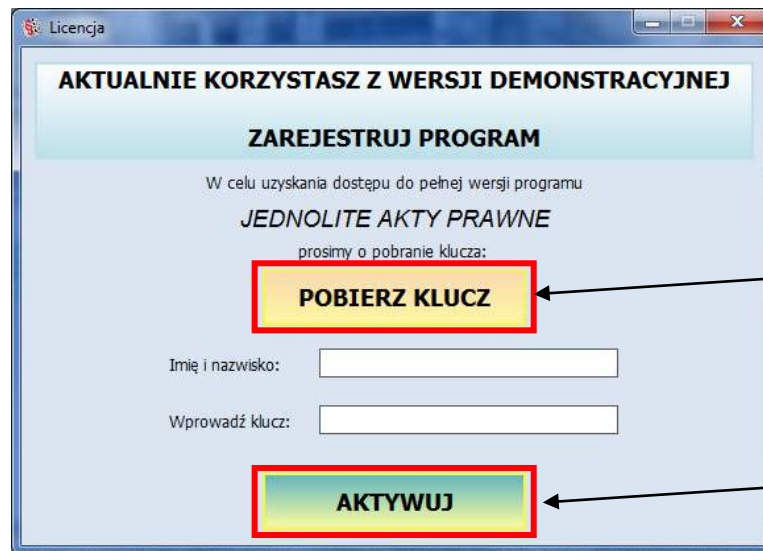 Licencja
AKTUALNIE KORZYSTASZ Z WERSJI DEMONSTRACYJNEJ
ZAREJESTRUJ PROGRAM
W celu uzyskania dostępu do pełnej wersji programu
JEDNOLITE AKTY PRAWNE
prosimy o pobranie klucza:
POBIERZ KLUCZ
Imię i nazwisko:
Wprowadź klucz:
AKTYWUJ